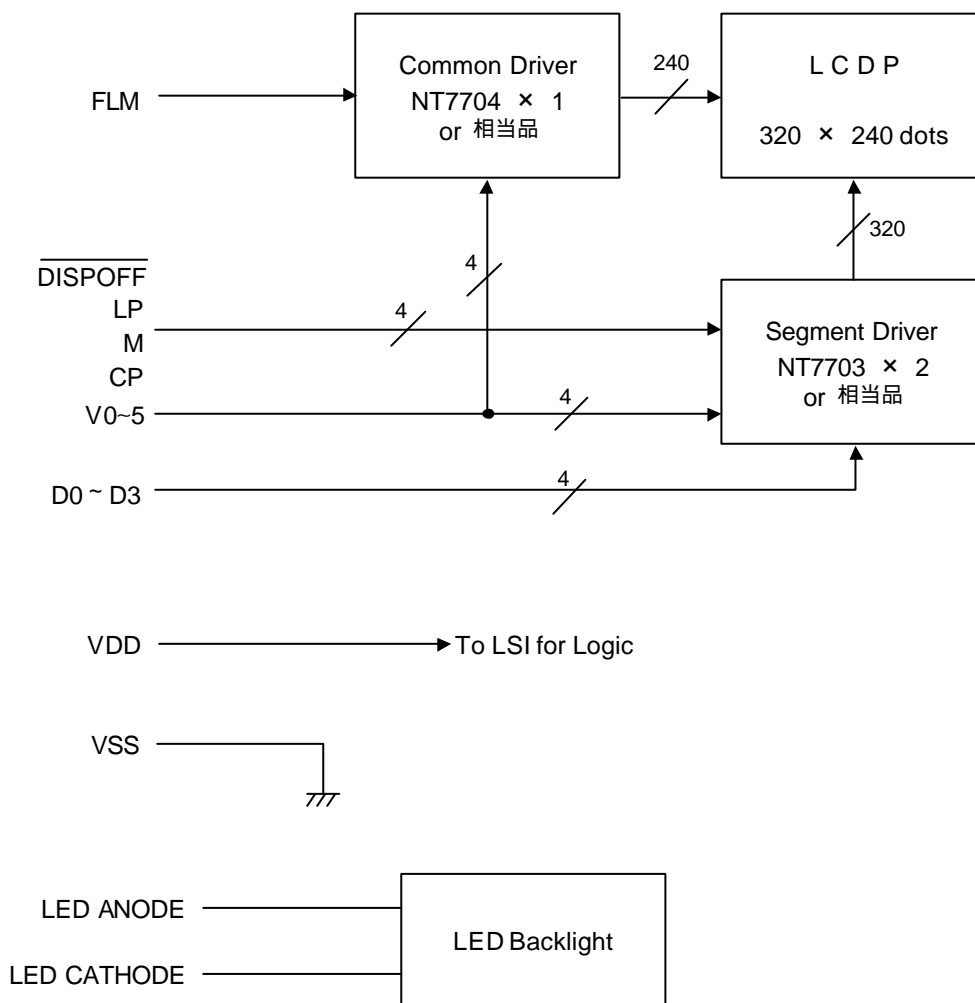 FLM
Common Driver
NT7704 × 1
or 相当品
240
L C D P
320 × 240 dots
320
DISPOFF
LP
M
CP
V0~5
4
4
4
Segment Driver
NT7703 × 2
or 相当品
D0 ~ D3
4
VDD
To LSI for Logic
VSS
LED ANODE
LED CATHODE
LED Backlight